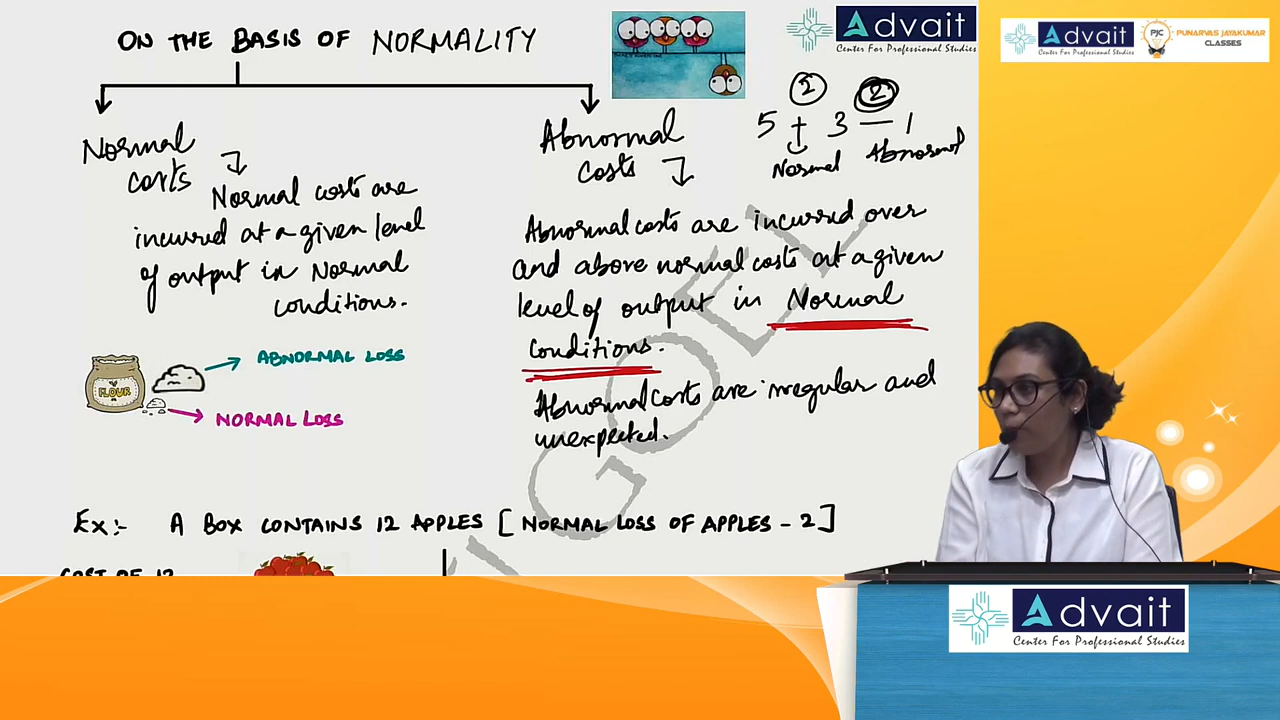 ON THE BASIS OF NORMALITY
Advait
CENTER FOR PROFESSIONAL STUDIES
Advait
CENTER FOR PROFESSIONAL STUDIES
PJC
PUNARVAS JAYAKUMAR
CLASSES
2 2
5 + 3 — 1
Normal Abnormal
Normal
costs
Normal costs are
incurred at a given level
of output in Normal
conditions.
Abnormal
costs
Abnormal costs are incurred over
and above normal costs at a given
level of output in Normal
Conditions.
Abnormal costs are irregular and
unexpected.
FLOUR
ABNORMAL LOSS
NORMAL LOSS
GOEL
Ex:- A BOX CONTAINS 12 APPLES [NORMAL LOSS OF APPLES - 2]
COST OF 12
Advait
CENTER FOR PROFESSIONAL STUDIES